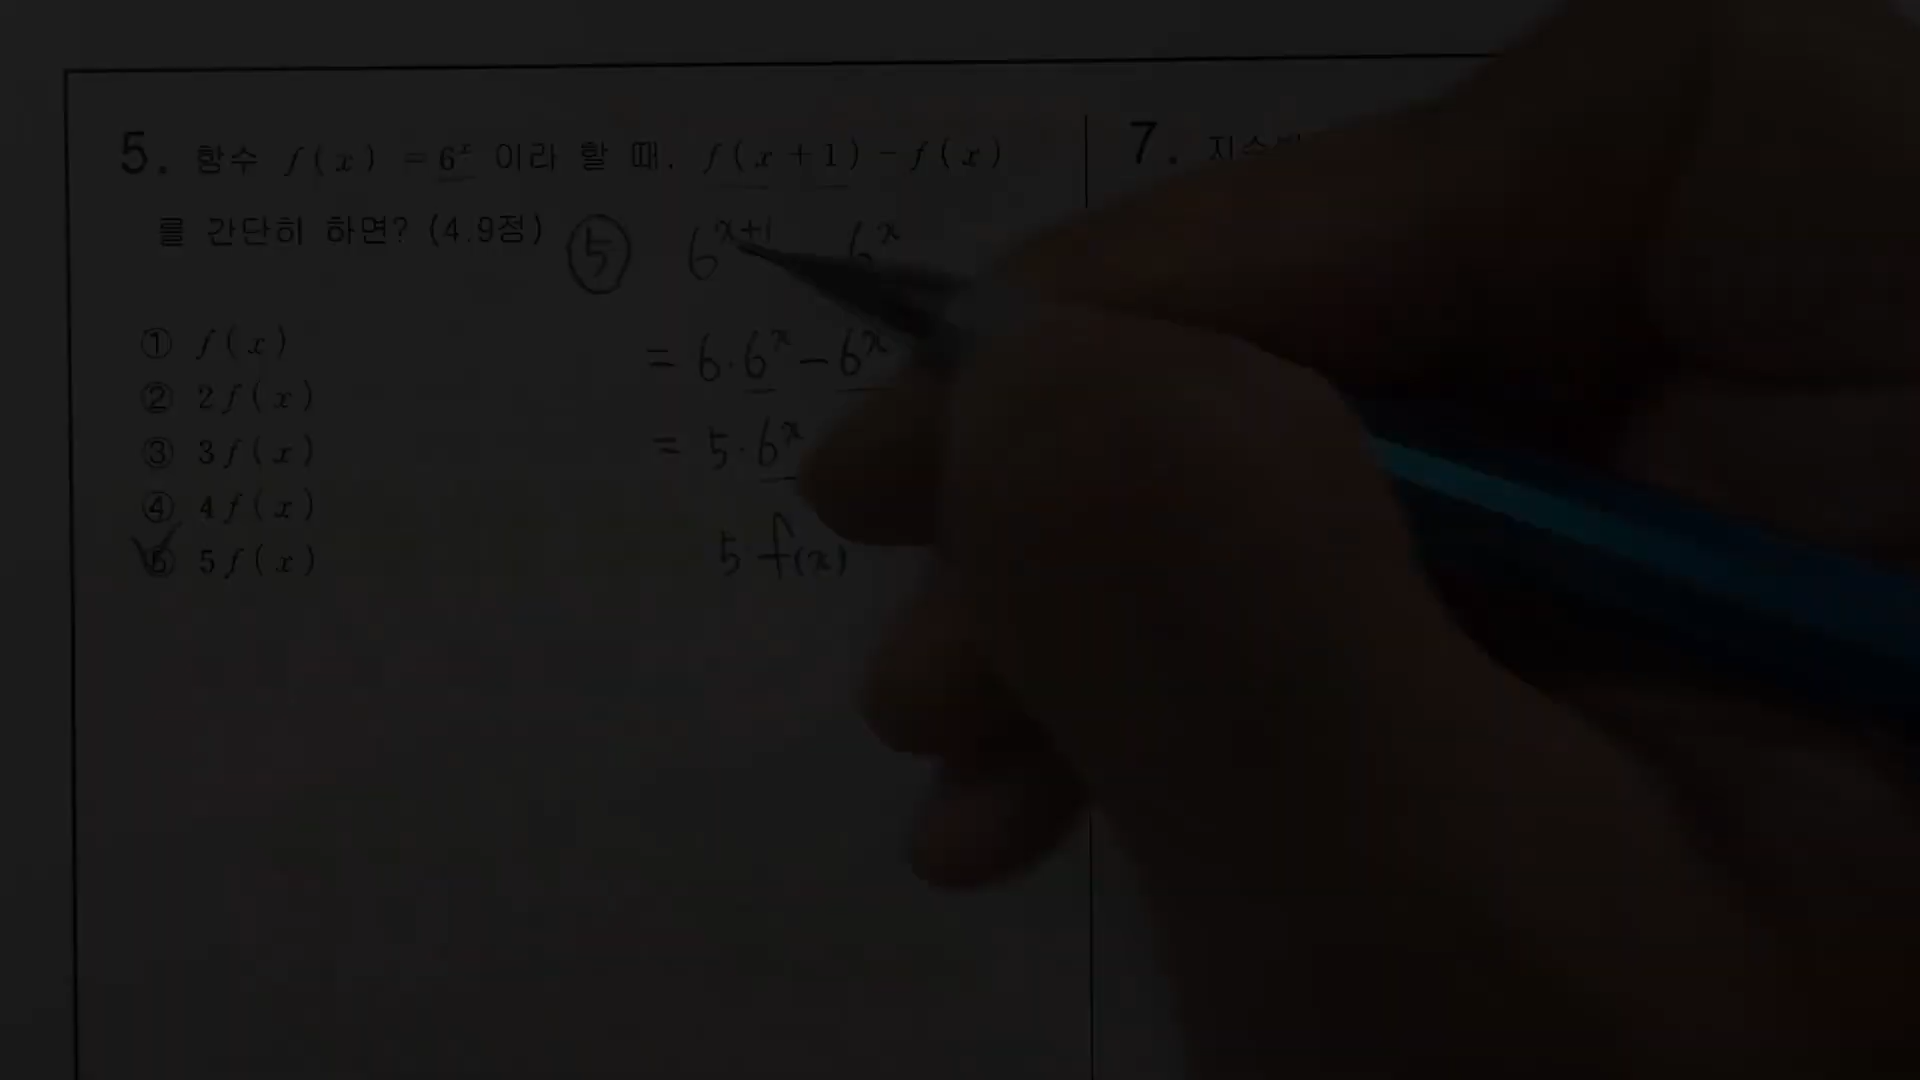 5. 함수 f(x) = 6^x 이라 할 때, f(x+1)-f(x)
를 간단히 하면? (4.9점)
⑤ 6^{x+1} 6^x
① f(x)
② 2f(x)
③ 3f(x)
④ 4f(x)
⑤ 5f(x)
= 6·6^x - 6^x
= 5·6^x
5 f(x)
7.